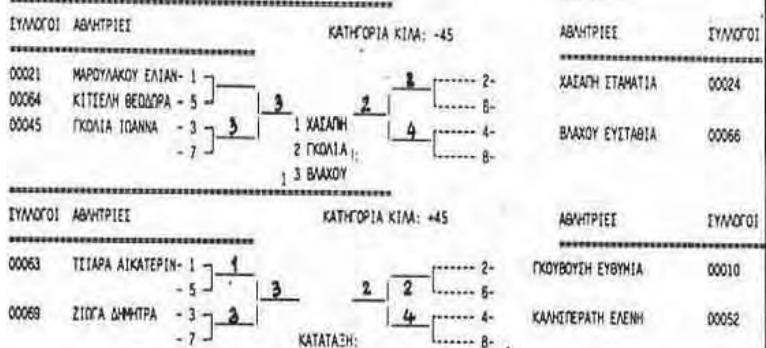 ΣΥΛΛΟΓΟΙ ΑΘΛΗΤΡΙΕΣ ΚΑΤΗΓΟΡΙΑ ΚΙΛΑ: -45 ΑΘΛΗΤΡΙΕΣ ΣΥΛΛΟΓΟΙ
00021 ΜΑΡΟΥΛΑΚΟΥ ΕΛΙΑΝ- 1 2 2- ΧΑΣΑΠΗ ΣΤΑΜΑΤΙΑ 00024
00064 ΚΙΤΣΕΛΗ ΘΕΟΔΩΡΑ - 5 3 2 6-
00045 ΓΚΟΛΙΑ ΙΩΑΝΝΑ - 3 3 1 ΧΑΣΑΠΗ 4 4- ΒΛΑΧΟΥ ΕΥΣΤΑΘΙΑ 00066
- 7 2 ΓΚΟΛΙΑ : 8-
3 ΒΛΑΧΟΥ
ΣΥΛΛΟΓΟΙ ΑΘΛΗΤΡΙΕΣ ΚΑΤΗΓΟΡΙΑ ΚΙΛΑ: +45 ΑΘΛΗΤΡΙΕΣ ΣΥΛΛΟΓΟΙ
00063 ΤΣΙΑΡΑ ΑΙΚΑΤΕΡΙΝ- 1 1 2- ΓΚΟΥΒΟΥΣΗ ΕΥΘΥΜΙΑ 00010
- 5 3 2 2 6-
00069 ΖΙΩΓΑ ΔΗΜΗΤΡΑ - 3 3 4 4- ΚΑΛΗΣΠΕΡΑΤΗ ΕΛΕΝΗ 00052
- 7 ΚΑΤΑΤΑΞΗ: 8-